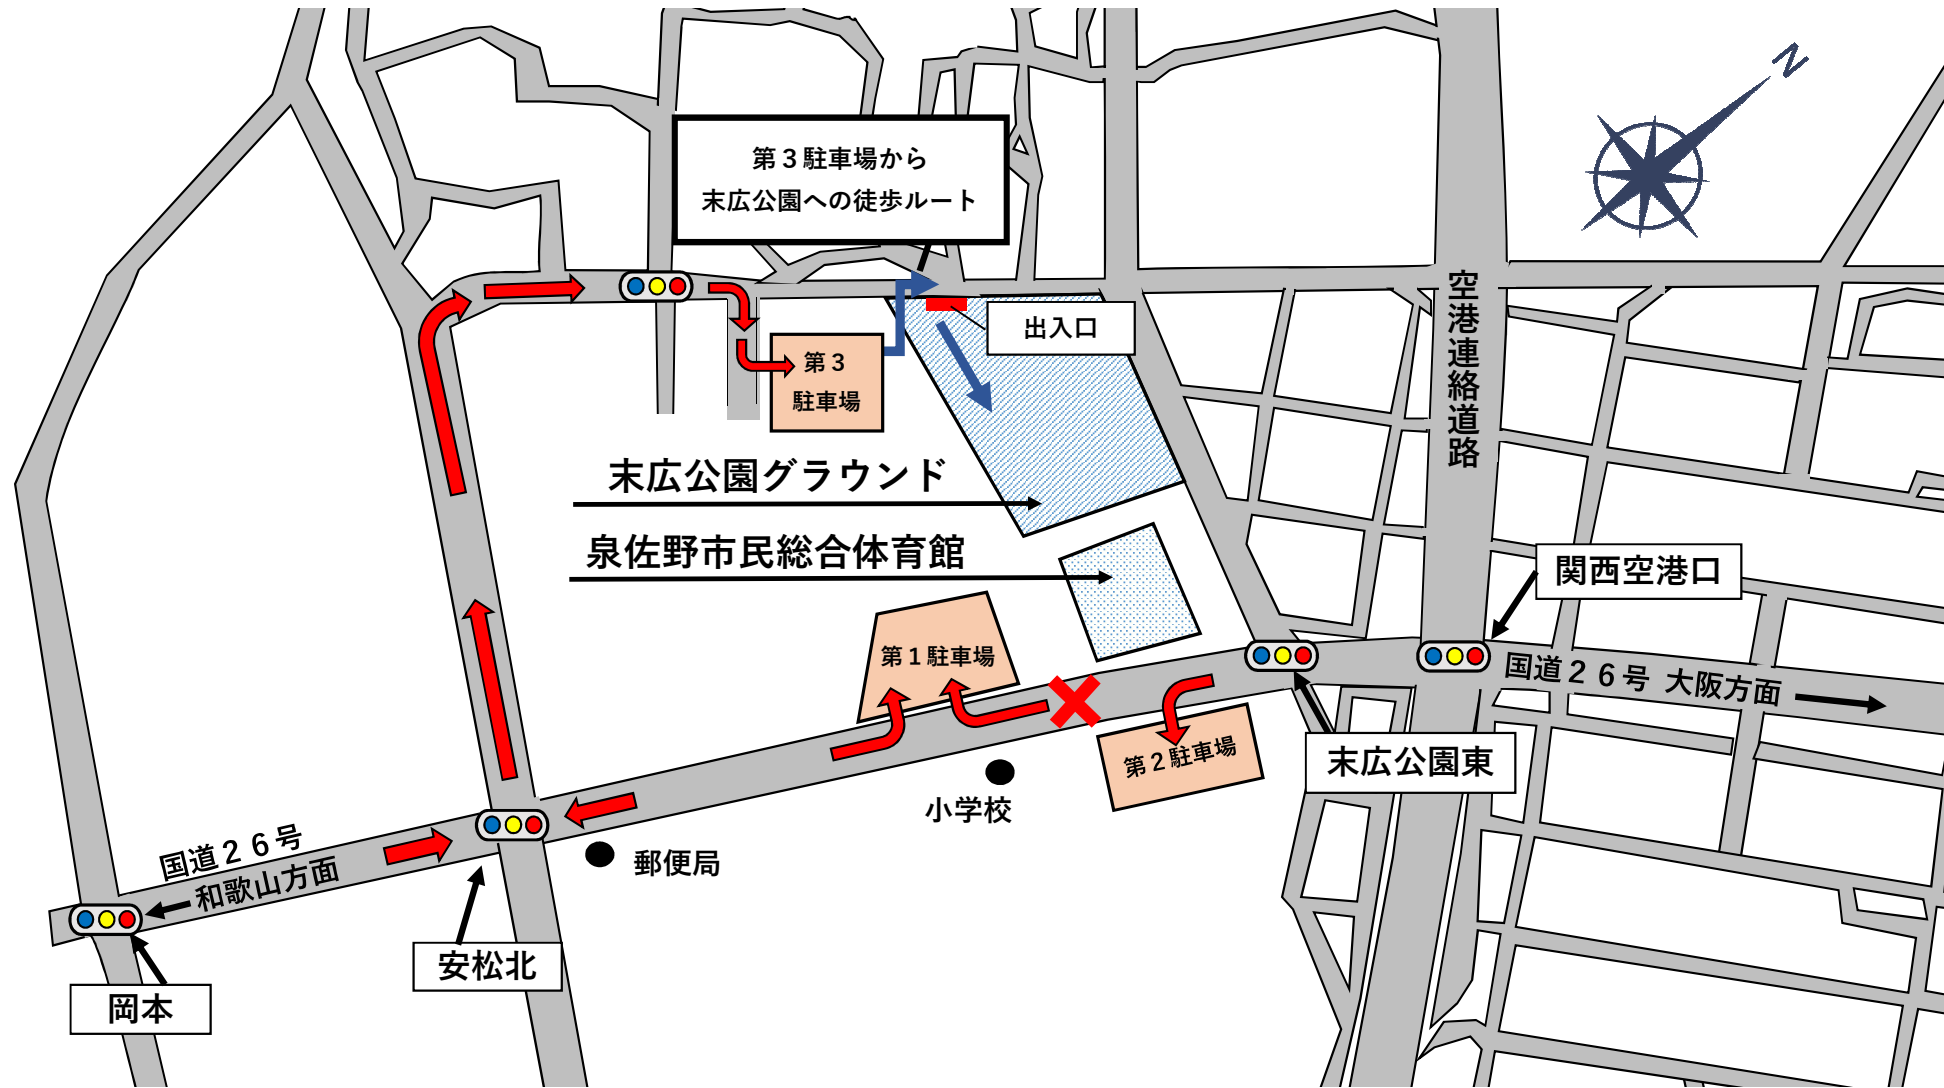 N
第３駐車場から
末広公園への徒歩ルート
出入口
空港連絡道路
第３
駐車場
末広公園グラウンド
泉佐野市民総合体育館
関西空港口
第１駐車場
国道２６号 大阪方面
第２駐車場
末広公園東
小学校
郵便局
国道２６号
和歌山方面
安松北
岡本